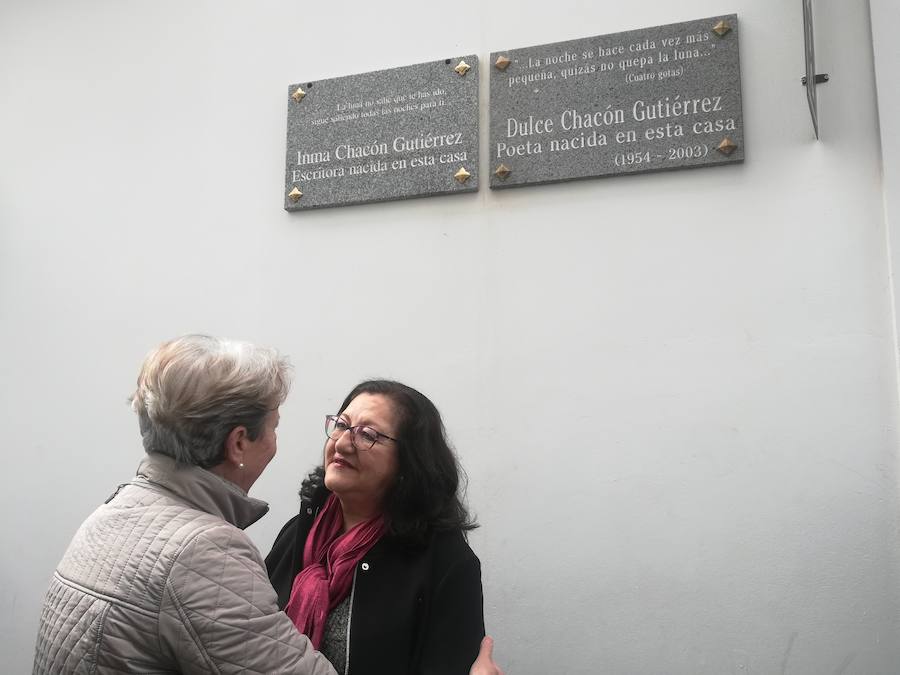 La luna no sabe que te has ido,
sigue saliendo todas las noches para ti.
Inma Chacón Gutiérrez
Escritora nacida en esta casa
"...La noche se hace cada vez más
pequeña, quizás no quepa la luna..."
(Cuatro gotas)
Dulce Chacón Gutiérrez
Poeta nacida en esta casa
(1954 – 2003)